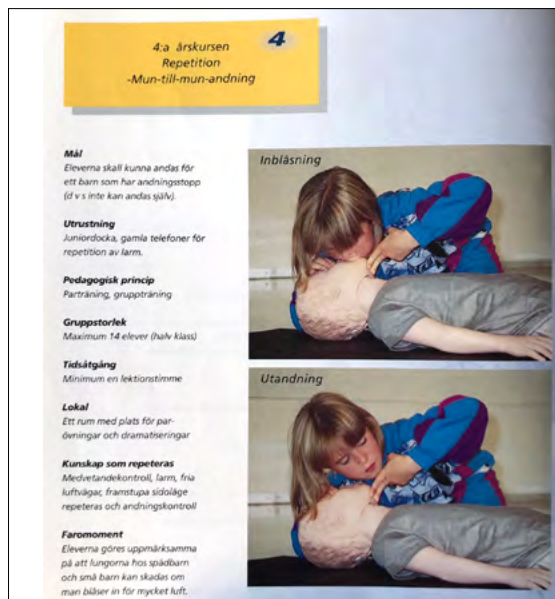 4:a årskursen
4
Repetition
-Mun-till-mun-andning
Mål
Eleverna skall kunna andas för
ett barn som har andningsstopp
(d v s inte kan andas själv).
Utrustning
Juniordocka, gamla telefoner för
repetition av larm.
Pedagogisk princip
Parträning, gruppträning
Gruppstorlek
Maximum 14 elever (halv klass)
Tidsåtgång
Minimum en lektionstimme
Lokal
Ett rum med plats för par-
övningar och dramatiseringar
Kunskap som repeteras
Medvetandekontroll, larm, fria
luftvägar, framstupa sidoläge
repeteras och andningskontroll
Faromoment
Eleverna göres uppmärksamma
på att lungorna hos spädbarn
och små barn kan skadas om
man blåser in för mycket luft.
Inblåsning
Utandning